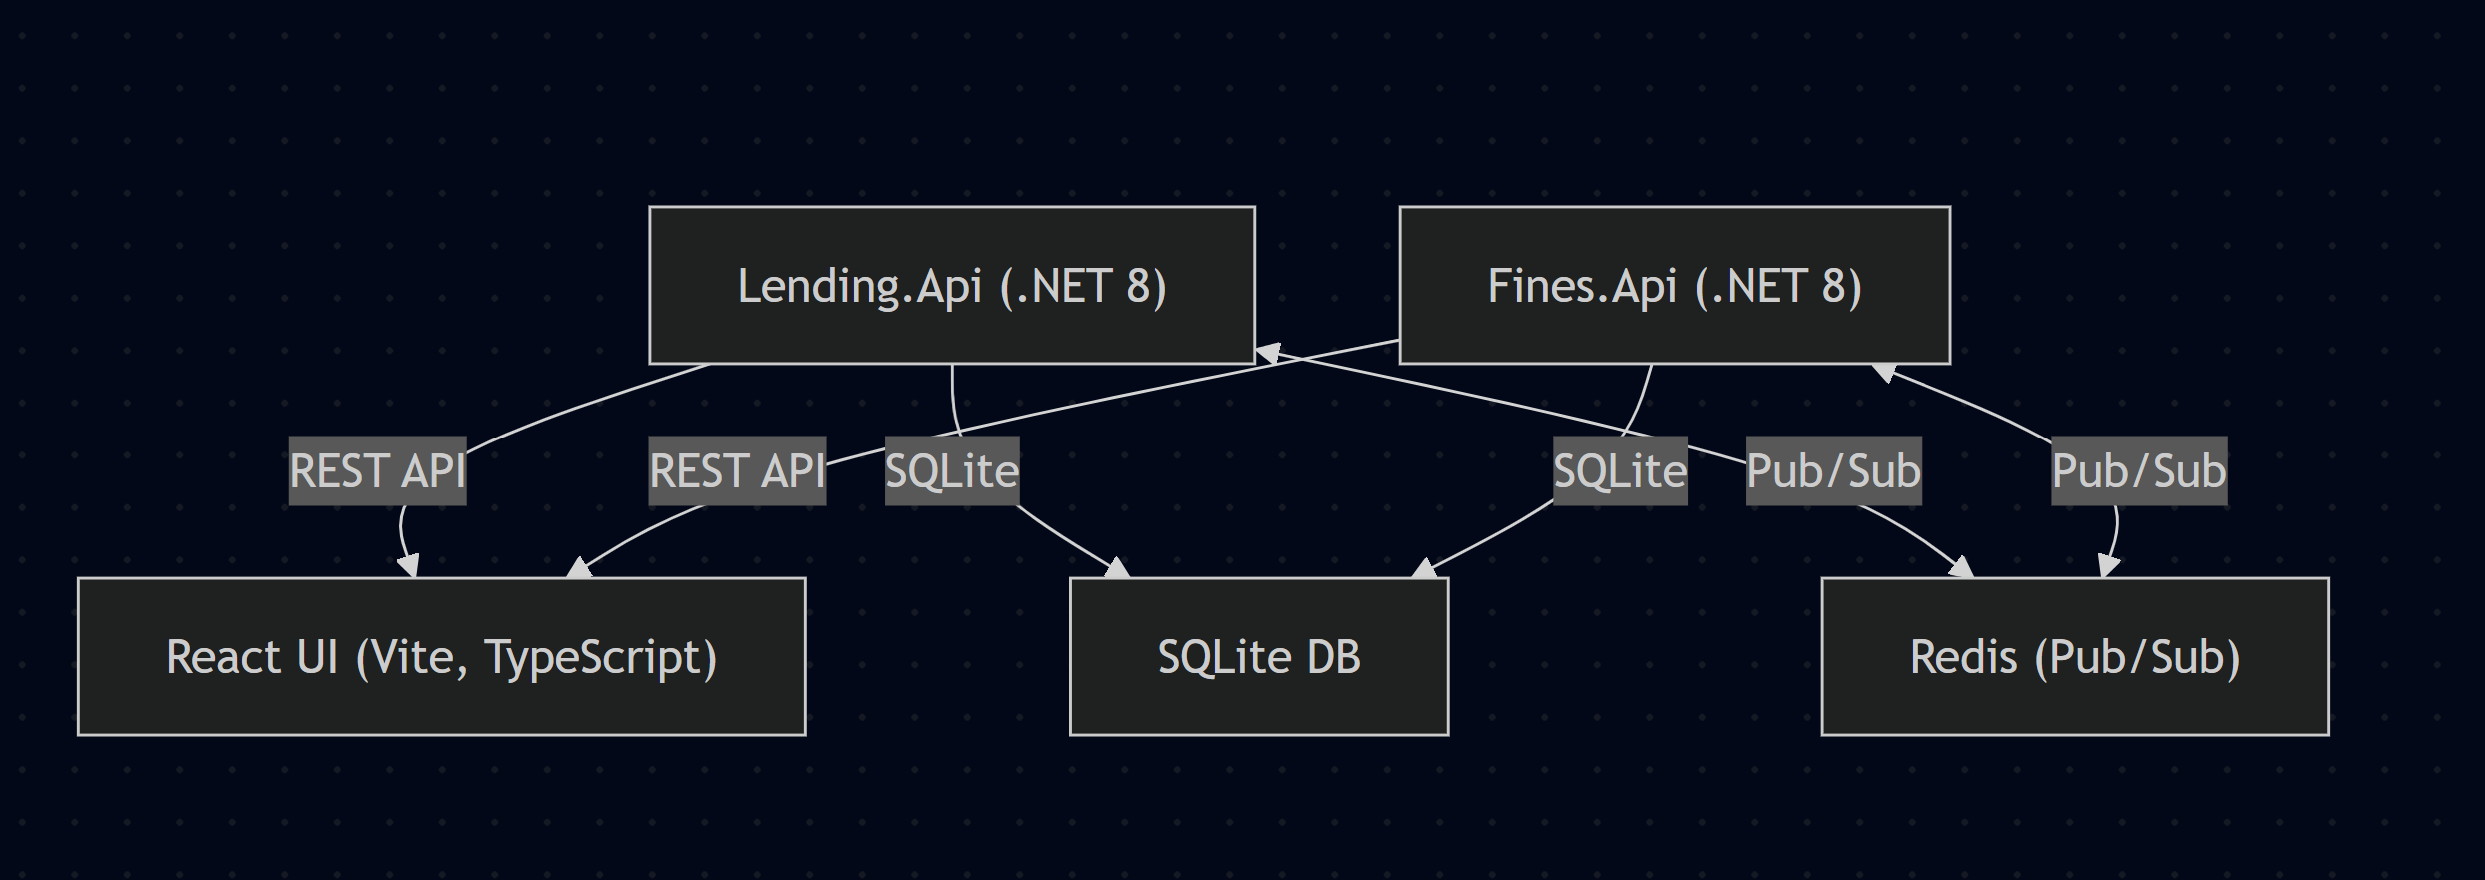 Lending.Api (.NET 8)
Fines.Api (.NET 8)
REST API
REST API
SQLite
SQLite
Pub/Sub
Pub/Sub
React UI (Vite, TypeScript)
SQLite DB
Redis (Pub/Sub)